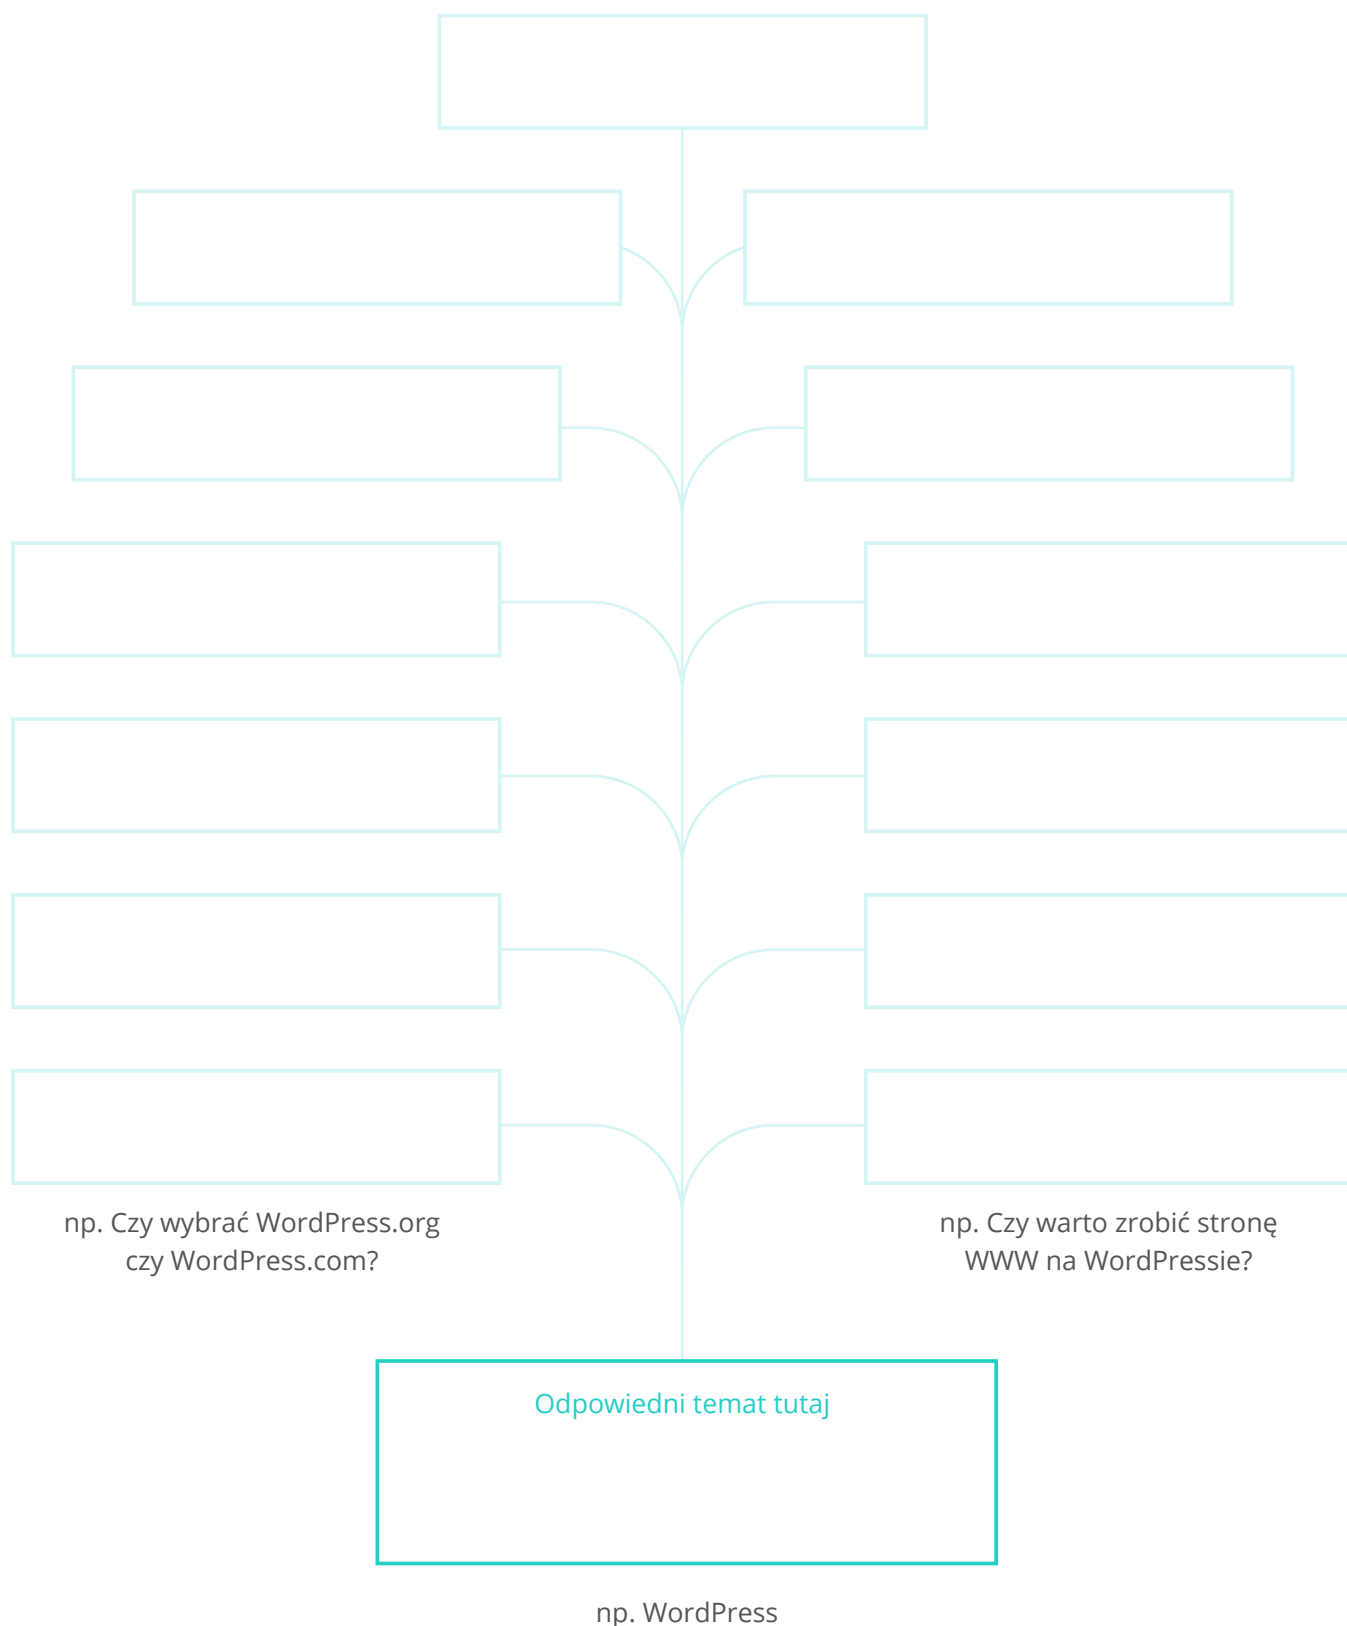 np. Czy wybrać WordPress.org
czy WordPress.com?
np. Czy warto zrobić stronę
WWW na WordPressie?
Odpowiedni temat tutaj
np. WordPress